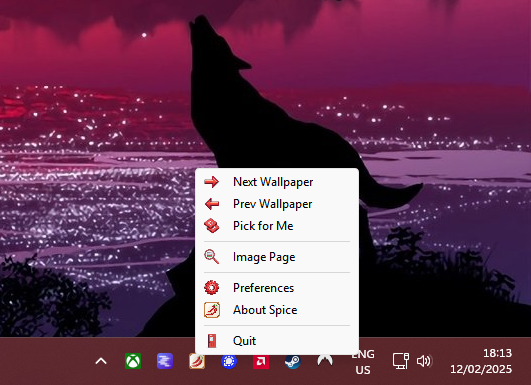 Next Wallpaper
Prev Wallpaper
Pick for Me
Image Page
Preferences
About Spice
Quit
ENG
US
18:13
12/02/2025